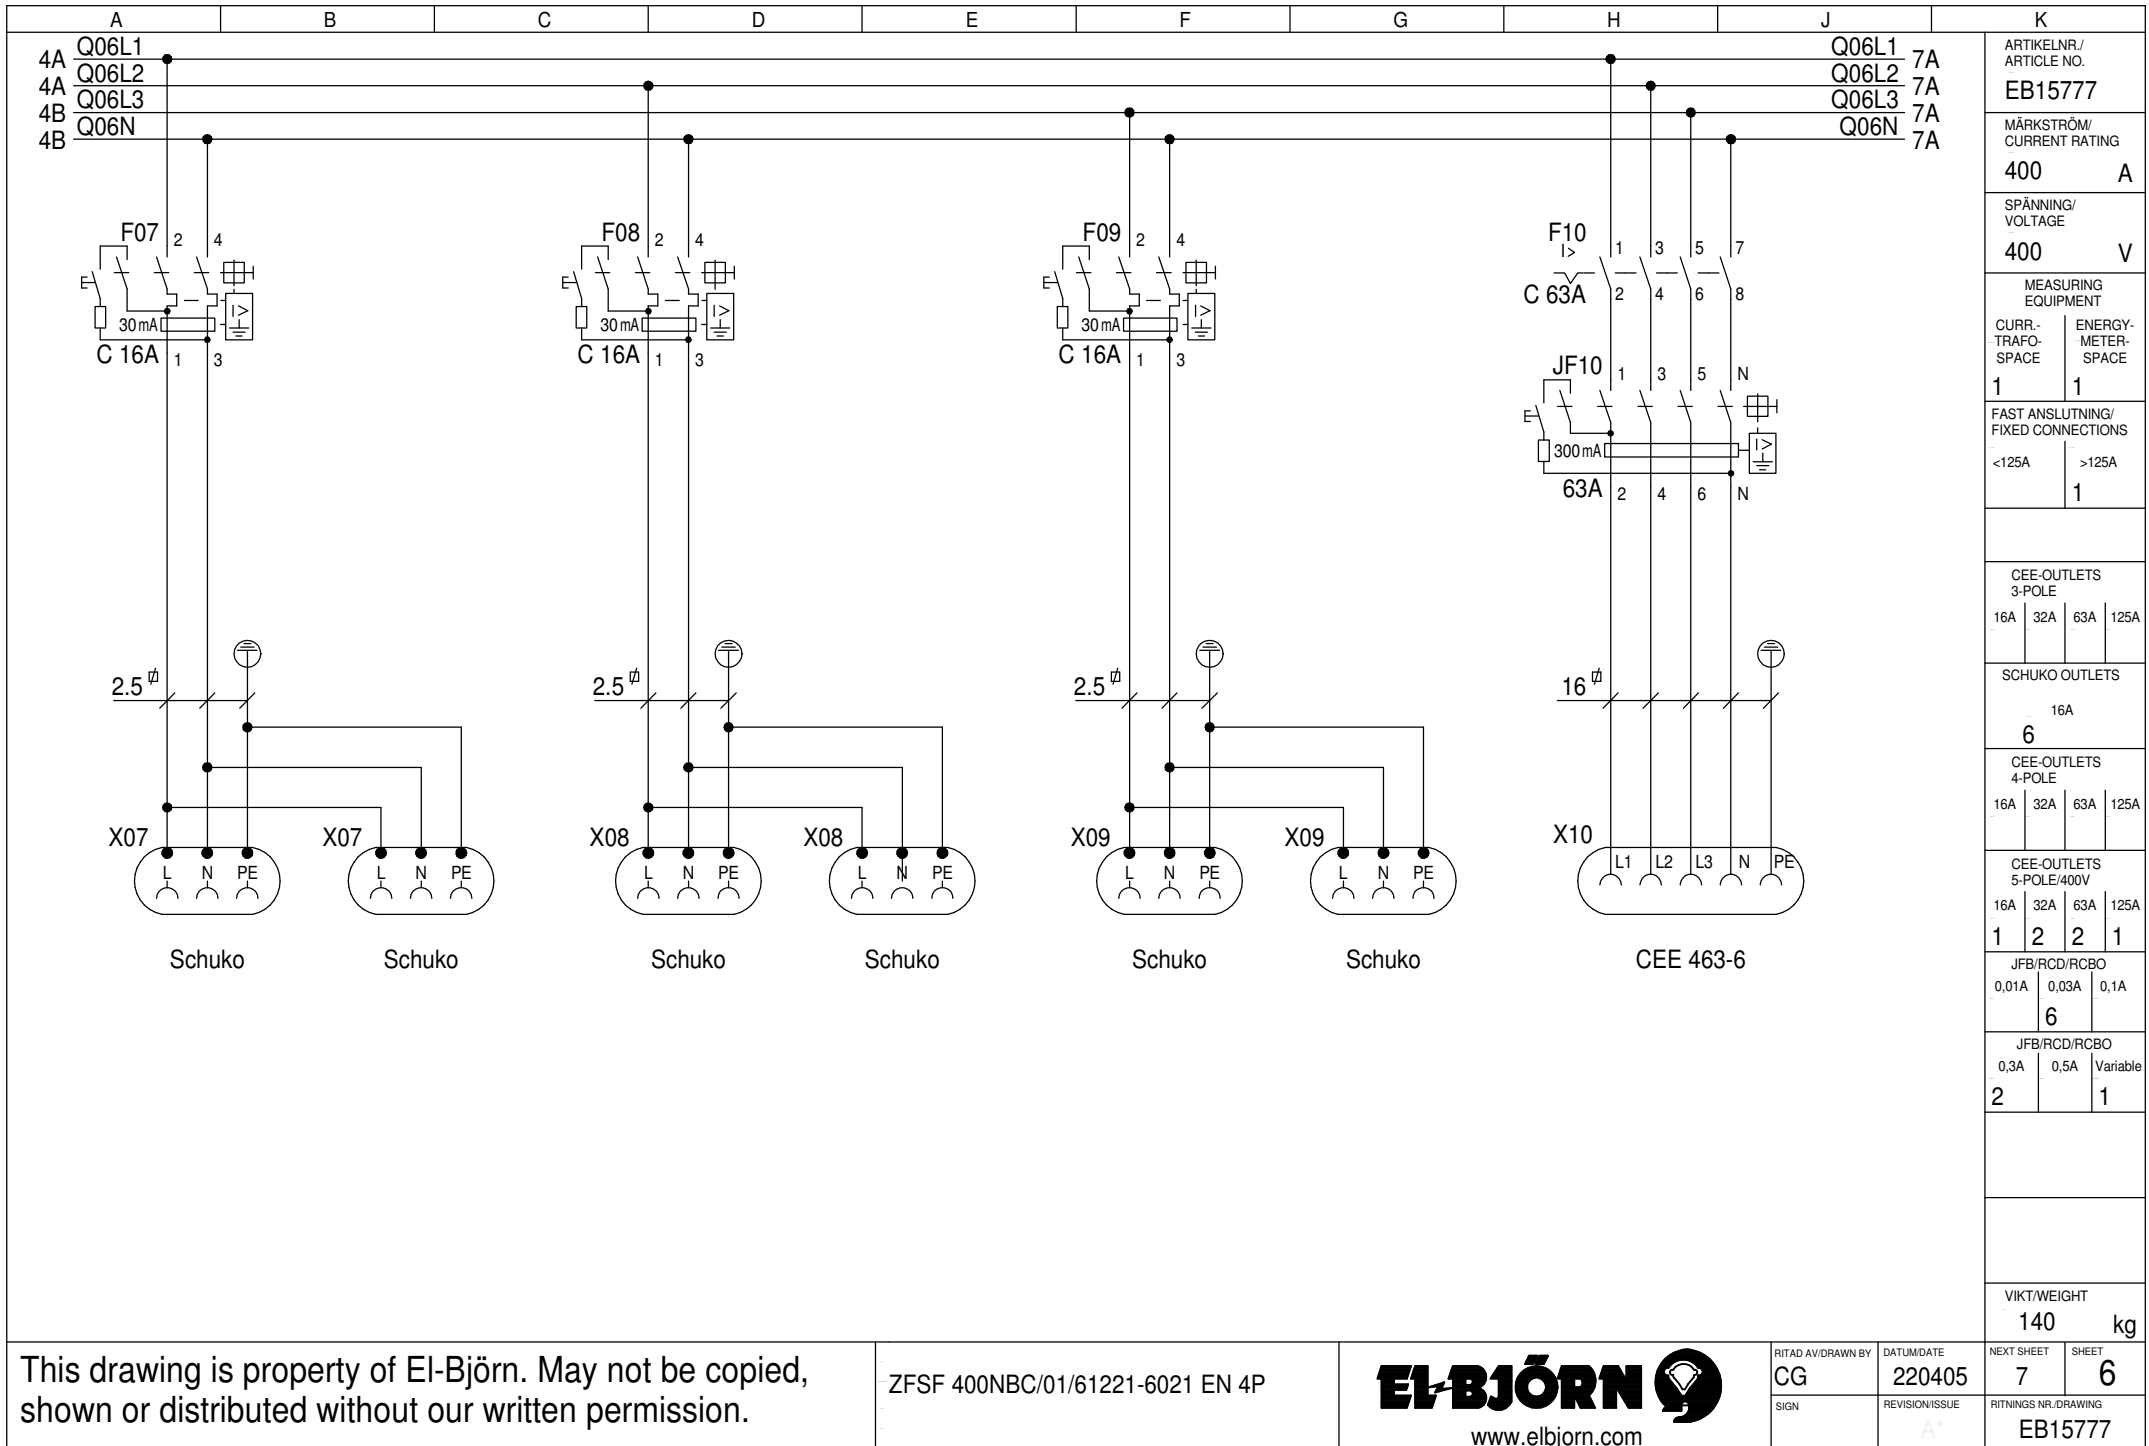 A B C D E F G H J K
4A Q06L1 Q06L1 7A
4A Q06L2 Q06L2 7A
4B Q06L3 Q06L3 7A
4B Q06N Q06N 7A
F07 2 4
30 mA I>
C 16A 1 3
F08 2 4
30 mA I>
C 16A 1 3
F09 2 4
30 mA I>
C 16A 1 3
F10 1 3 5 7
I>
C 63A 2 4 6 8
JF10 1 3 5 N
300 mA I>
63A 2 4 6 N
2.5 2.5 2.5 16
X07 L N PE
X07 L N PE
X08 L N PE
X08 L N PE
X09 L N PE
X09 L N PE
X10 L1 L2 L3 N PE
Schuko Schuko Schuko Schuko Schuko Schuko CEE 463-6
ARTIKELNR./
ARTICLE NO.
EB15777
MÄRKSTRÖM/
CURRENT RATING
400 A
SPÄNNING/
VOLTAGE
400 V
MEASURING
EQUIPMENT
CURR.- ENERGY-
TRAFO- METER-
SPACE SPACE
1 1
FAST ANSLUTNING/
FIXED CONNECTIONS
<125A >125A
1
CEE-OUTLETS
3-POLE
16A 32A 63A 125A
SCHUKO OUTLETS
16A
6
CEE-OUTLETS
4-POLE
16A 32A 63A 125A
CEE-OUTLETS
5-POLE/400V
16A 32A 63A 125A
1 2 2 1
JFB/RCD/RCBO
0,01A 0,03A 0,1A
6
JFB/RCD/RCBO
0,3A 0,5A Variable
2 1
VIKT/WEIGHT
140 kg
This drawing is property of El-Björn. May not be copied,
shown or distributed without our written permission.
ZFSF 400NBC/01/61221-6021 EN 4P
EL-BJÖRN
www.elbjorn.com
RITAD AV/DRAWN BY
CG
DATUM/DATE
220405
NEXT SHEET
7
SHEET
6
SIGN
REVISION/ISSUE
A*
RITNINGS NR./DRAWING
EB15777